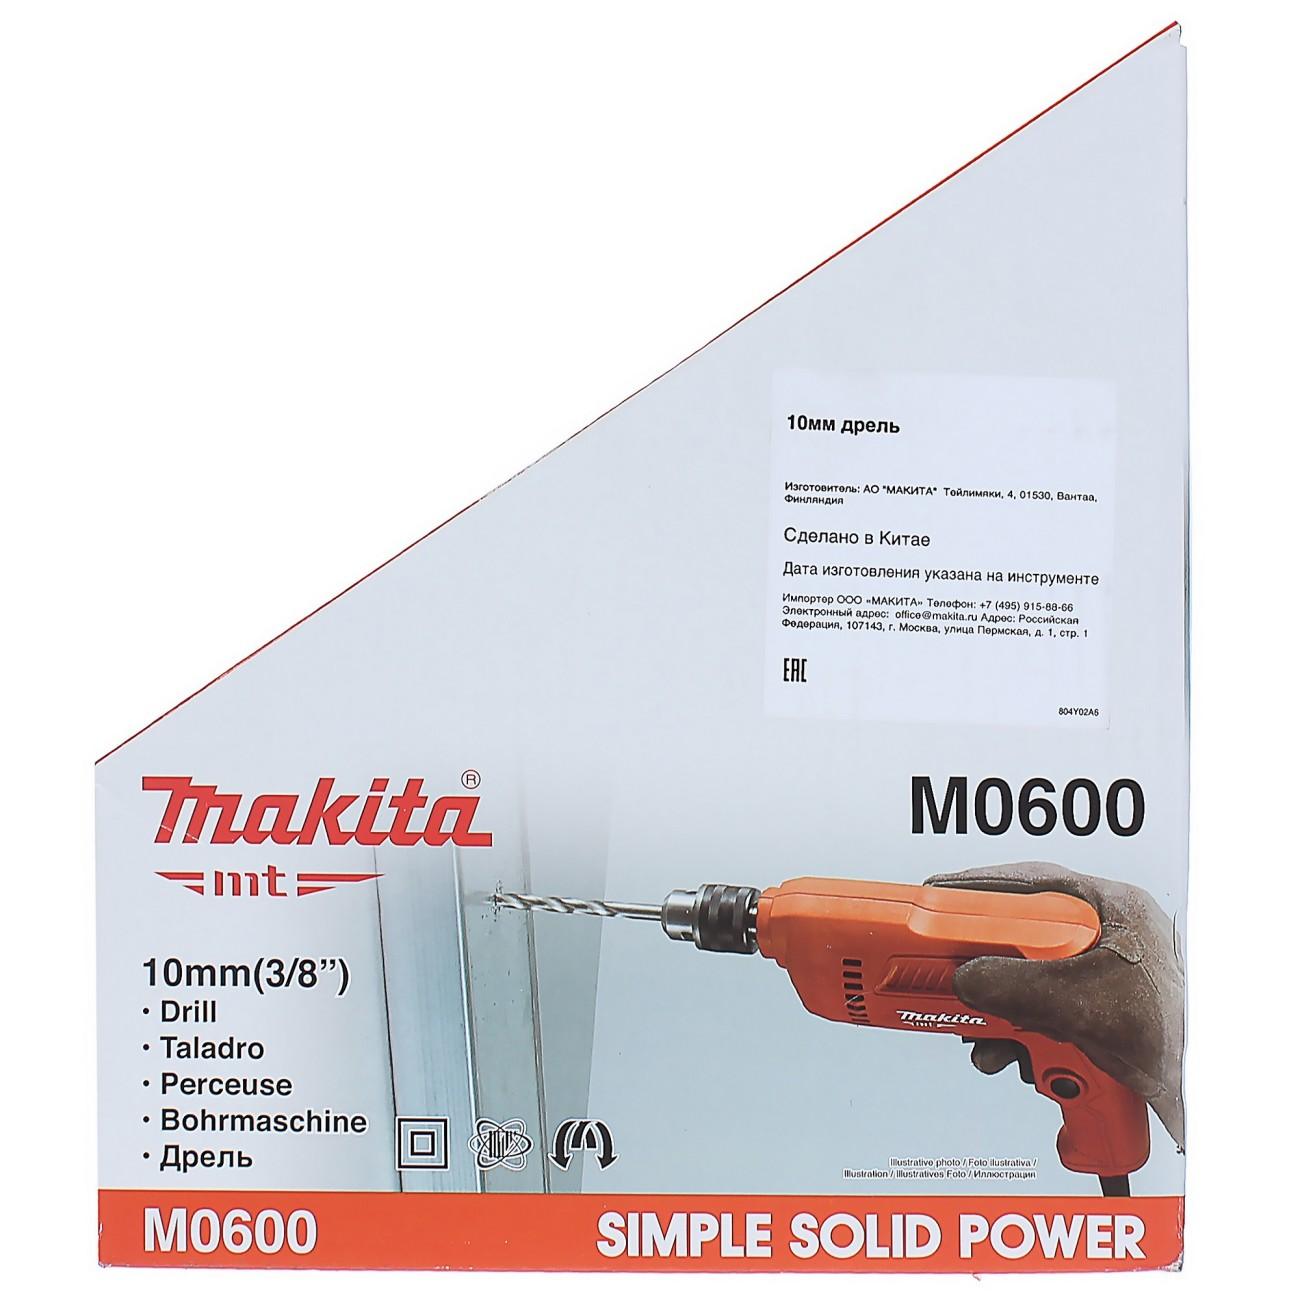 10мм дрель
Изготовитель: АО "МАКИТА" Тейлимяки, 4, 01530, Вантаа,
Финляндия
Сделано в Китае
Дата изготовления указана на инструменте
Импортер ООО «МАКИТА» Телефон: +7 (495) 915-88-66
Электронный адрес: office@makita.ru Адрес: Российская
Федерация, 107143, г. Москва, улица Пермская, д. 1, стр. 1
EAC
804Y02A6
makita®
mt
M0600
10mm(3/8”)
· Drill
· Taladro
· Perceuse
· Bohrmaschine
· Дрель
makita
mt
Illustrative photo / Foto ilustrativa /
Illustration / Illustratives Foto / Иллюстрация
M0600
SIMPLE SOLID POWER